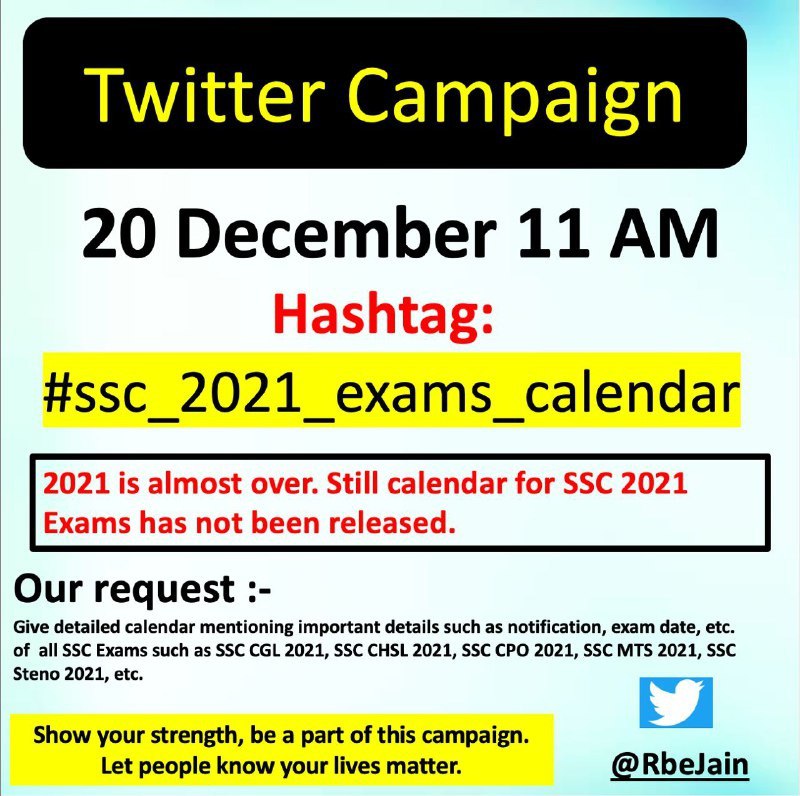 Twitter Campaign
20 December 11 AM
Hashtag:
#ssc_2021_exams_calendar
2021 is almost over. Still calendar for SSC 2021
Exams has not been released.
Our request :-
Give detailed calendar mentioning important details such as notification, exam date, etc.
of all SSC Exams such as SSC CGL 2021, SSC CHSL 2021, SSC CPO 2021, SSC MTS 2021, SSC
Steno 2021, etc.
Show your strength, be a part of this campaign.
Let people know your lives matter.
@RbeJain